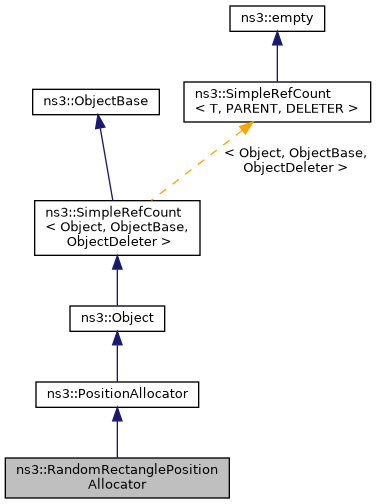 ns3::empty
ns3::SimpleRefCount
< T, PARENT, DELETER >
ns3::ObjectBase
< Object, ObjectBase,
ObjectDeleter >
ns3::SimpleRefCount
< Object, ObjectBase,
ObjectDeleter >
ns3::Object
ns3::PositionAllocator
ns3::RandomRectanglePosition
Allocator